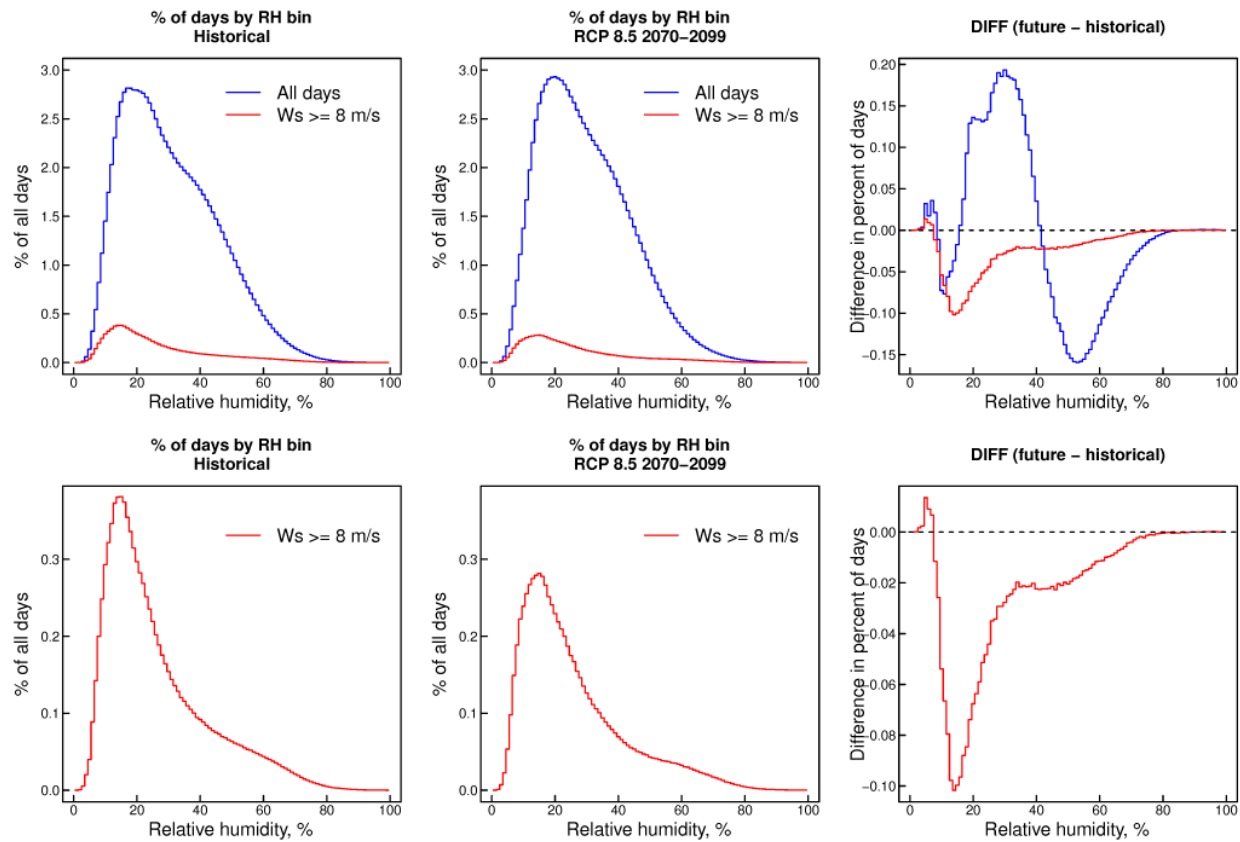 % of days by RH bin
Historical
3.0
2.5
2.0
1.5
1.0
0.5
0.0
% of all days
All days
Ws >= 8 m/s
0 20 40 60 80 100
Relative humidity, %
% of days by RH bin
RCP 8.5 2070−2099
3.0
2.5
2.0
1.5
1.0
0.5
0.0
% of all days
All days
Ws >= 8 m/s
0 20 40 60 80 100
Relative humidity, %
DIFF (future − historical)
0.20
0.15
0.10
0.05
0.00
−0.05
−0.10
−0.15
Difference in percent of days
0 20 40 60 80 100
Relative humidity, %
% of days by RH bin
Historical
0.3
0.2
0.1
0.0
% of all days
Ws >= 8 m/s
0 20 40 60 80 100
Relative humidity, %
% of days by RH bin
RCP 8.5 2070−2099
0.3
0.2
0.1
0.0
% of all days
Ws >= 8 m/s
0 20 40 60 80 100
Relative humidity, %
DIFF (future − historical)
0.00
−0.02
−0.04
−0.06
−0.08
−0.10
Difference in percent of days
0 20 40 60 80 100
Relative humidity, %